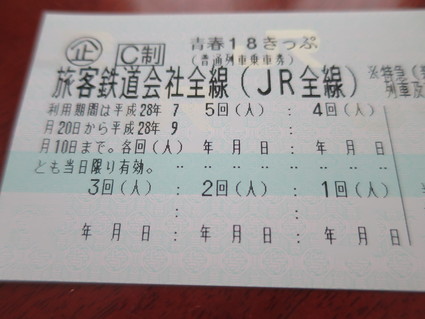 企 C制 青春18きっぷ
(普通列車乗車券)
旅客鉄道会社全線(JR全線)
利用期間は平成28年 7 5回(人) : 4回(人) :
月20日から平成28年 9 : :
月10日まで。各回(人) 年 月 日 : 年 月 日
とも当日限り有効。
3回(人) : 2回(人) : 1回(人)
: :
年 月 日 : 年 月 日 : 年 月 日